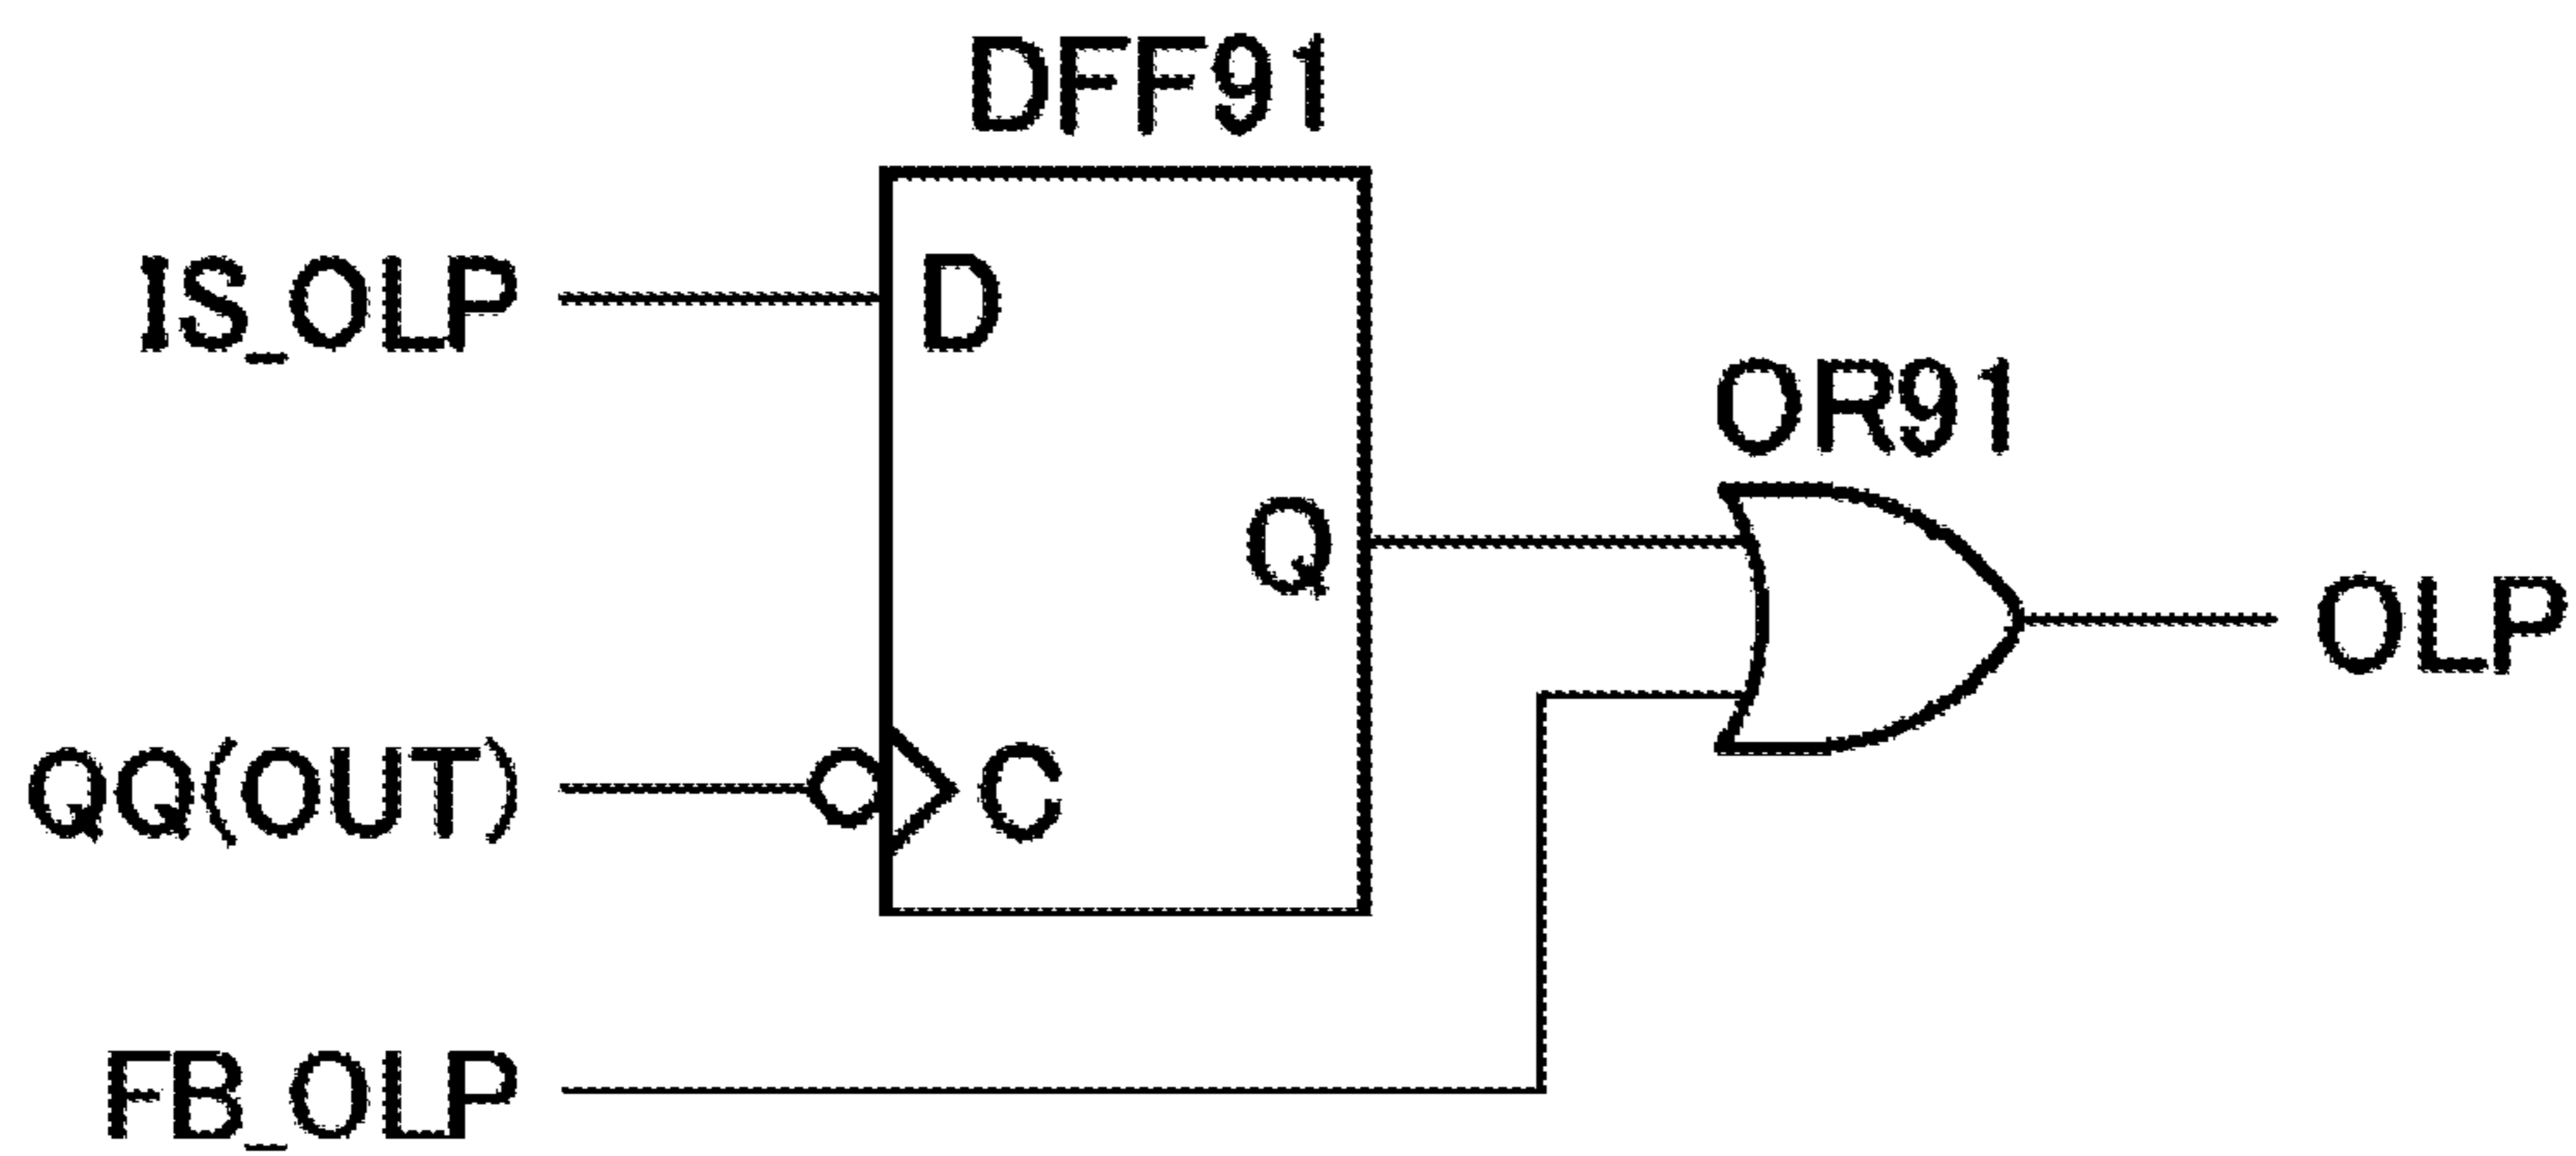 DFF91
IS_OLP
D
OR91
Q
OLP
QQ(OUT)
C
FB_OLP